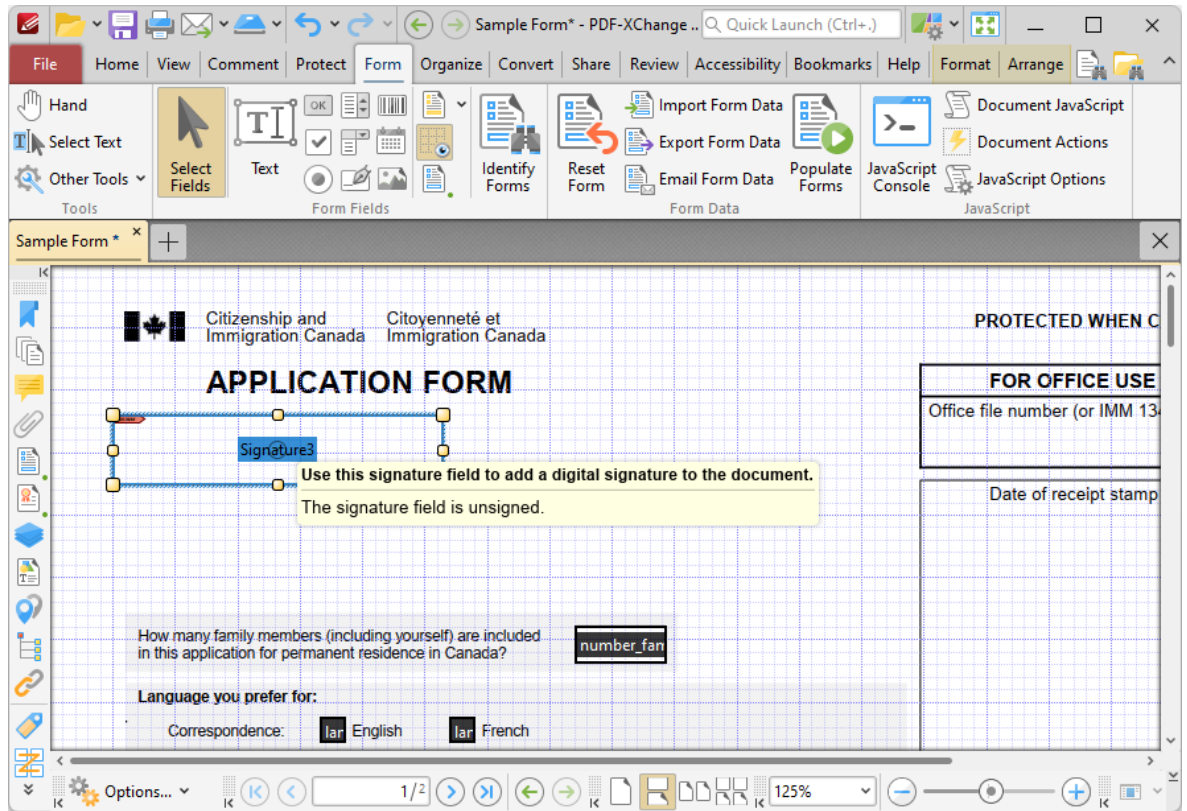 Sample Form* - PDF-XChange ..
Quick Launch (Ctrl+.)
File
Home
View
Comment
Protect
Form
Organize
Convert
Share
Review
Accessibility
Bookmarks
Help
Format
Arrange
Hand
Select Text
Other Tools
Tools
Select Fields
Text
OK
Form Fields
Identify Forms
Reset Form
Import Form Data
Export Form Data
Email Form Data
Populate Forms
Form Data
JavaScript Console
Document JavaScript
Document Actions
JavaScript Options
JavaScript
Sample Form *
Citizenship and
Immigration Canada
Citoyenneté et
Immigration Canada
PROTECTED WHEN C
APPLICATION FORM
FOR OFFICE USE
Office file number (or IMM 134
Signature3
Use this signature field to add a digital signature to the document.
The signature field is unsigned.
Date of receipt stamp
How many family members (including yourself) are included
in this application for permanent residence in Canada?
number_fan
Language you prefer for:
Correspondence:
lar
English
lar
French
Options...
1/2
125%